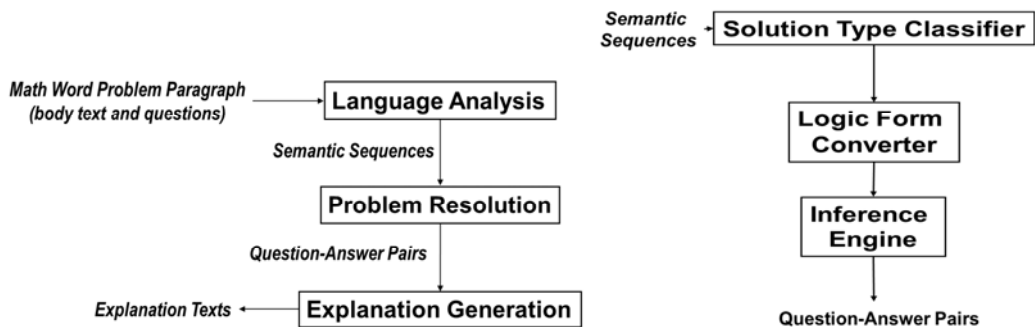 Math Word Problem Paragraph
(body text and questions)
Language Analysis
Semantic Sequences
Problem Resolution
Question-Answer Pairs
Explanation Generation
Explanation Texts
Semantic
Sequences
Solution Type Classifier
Logic Form
Converter
Inference
Engine
Question-Answer Pairs